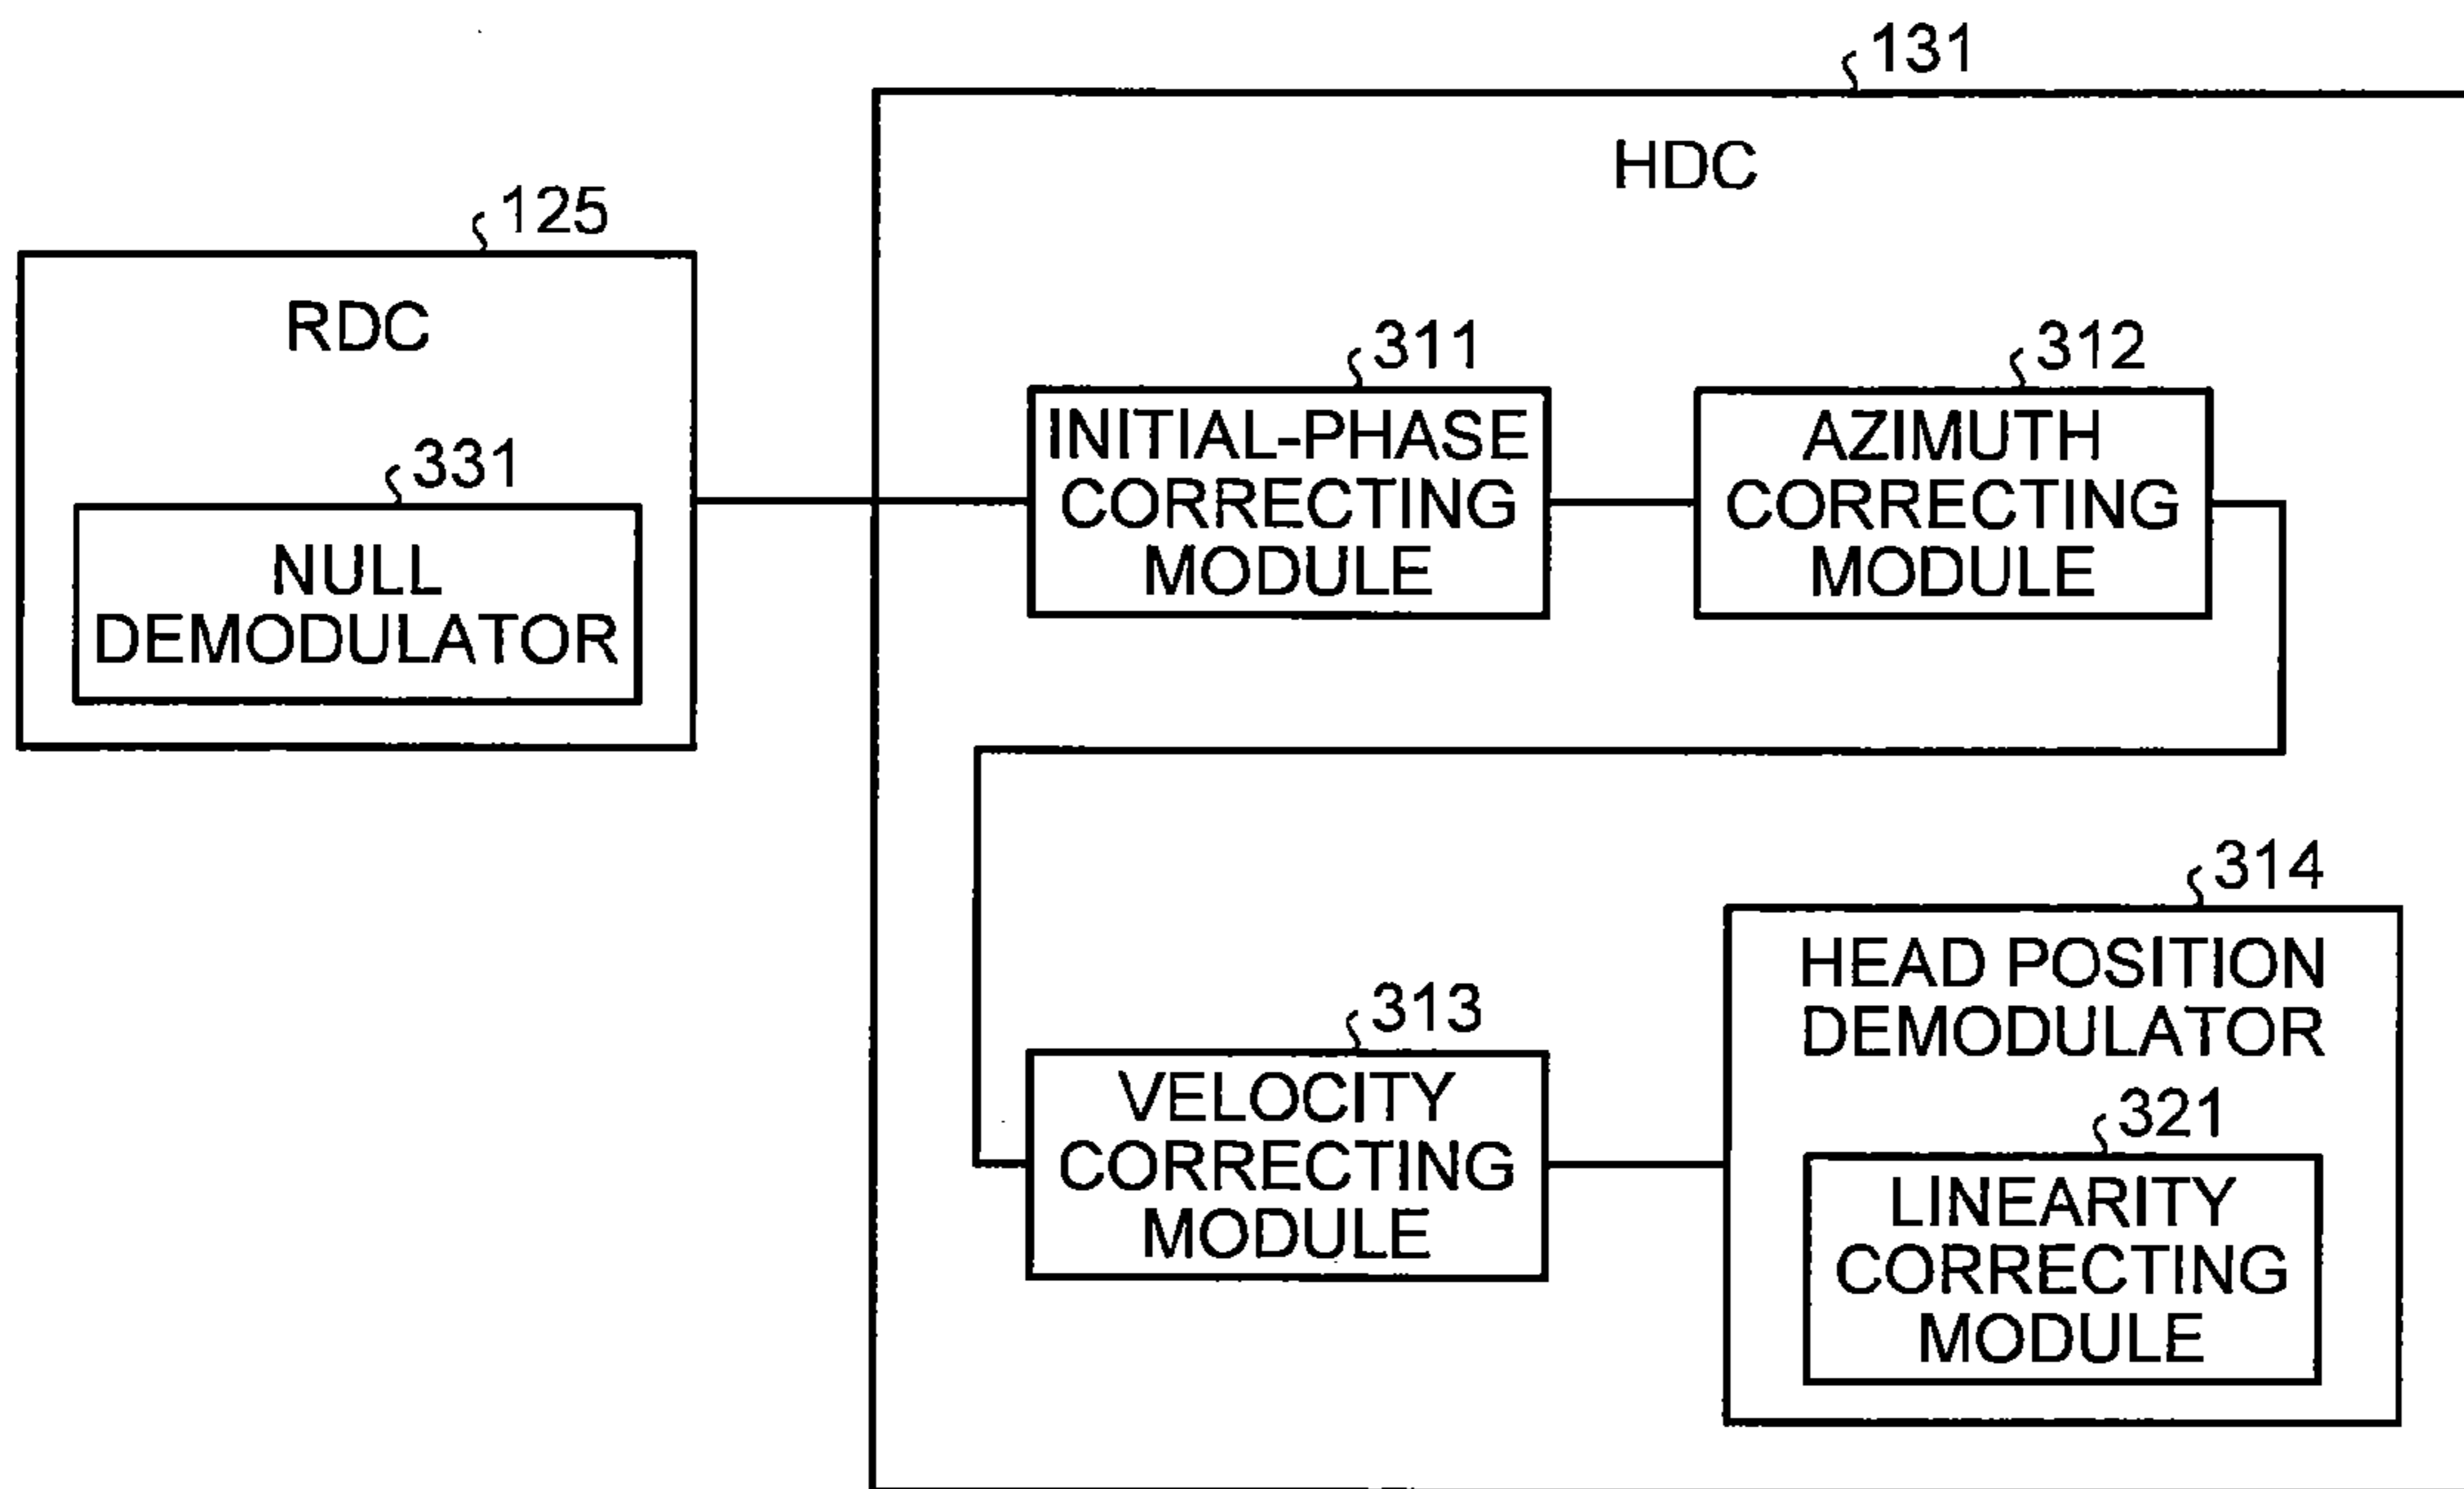 131
HDC
125
RDC
331
NULL
DEMODULATOR
311
INITIAL-PHASE
CORRECTING
MODULE
312
AZIMUTH
CORRECTING
MODULE
313
VELOCITY
CORRECTING
MODULE
314
HEAD POSITION
DEMODULATOR
321
LINEARITY
CORRECTING
MODULE